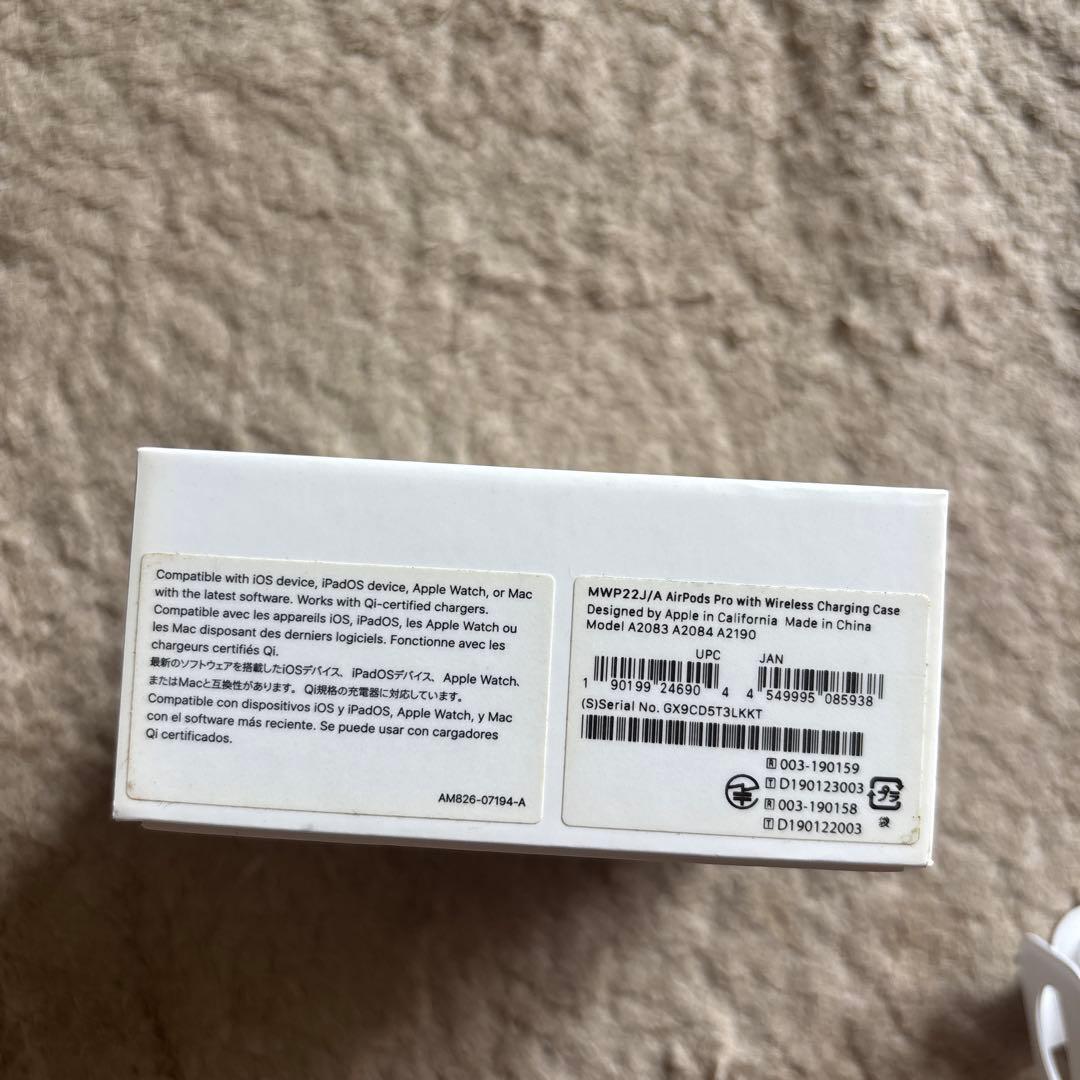 Compatible with iOS device, iPadOS device, Apple Watch, or Mac
with the latest software. Works with Qi-certified chargers.
Compatible avec les appareils iOS, iPadOS, les Apple Watch ou
les Mac disposant des derniers logiciels. Fonctionne avec les
chargeurs certifiés Qi.
最新のソフトウェアを搭載したiOSデバイス、iPadOSデバイス、Apple Watch、
またはMacと互換性があります。Qi規格の充電器に対応しています。
Compatible con dispositivos iOS y iPadOS, Apple Watch, y Mac
con el software más reciente. Se puede usar con cargadores
Qi certificados.
AM826-07194-A
MWP22J/A AirPods Pro with Wireless Charging Case
Designed by Apple in California Made in China
Model A2083 A2084 A2190
UPC JAN
1 90199 24690 4 4 549995 085938
(S)Serial No. GX9CD5T3LKKT
R 003-190159
T D190123003
R 003-190158
T D190122003
プラ
袋